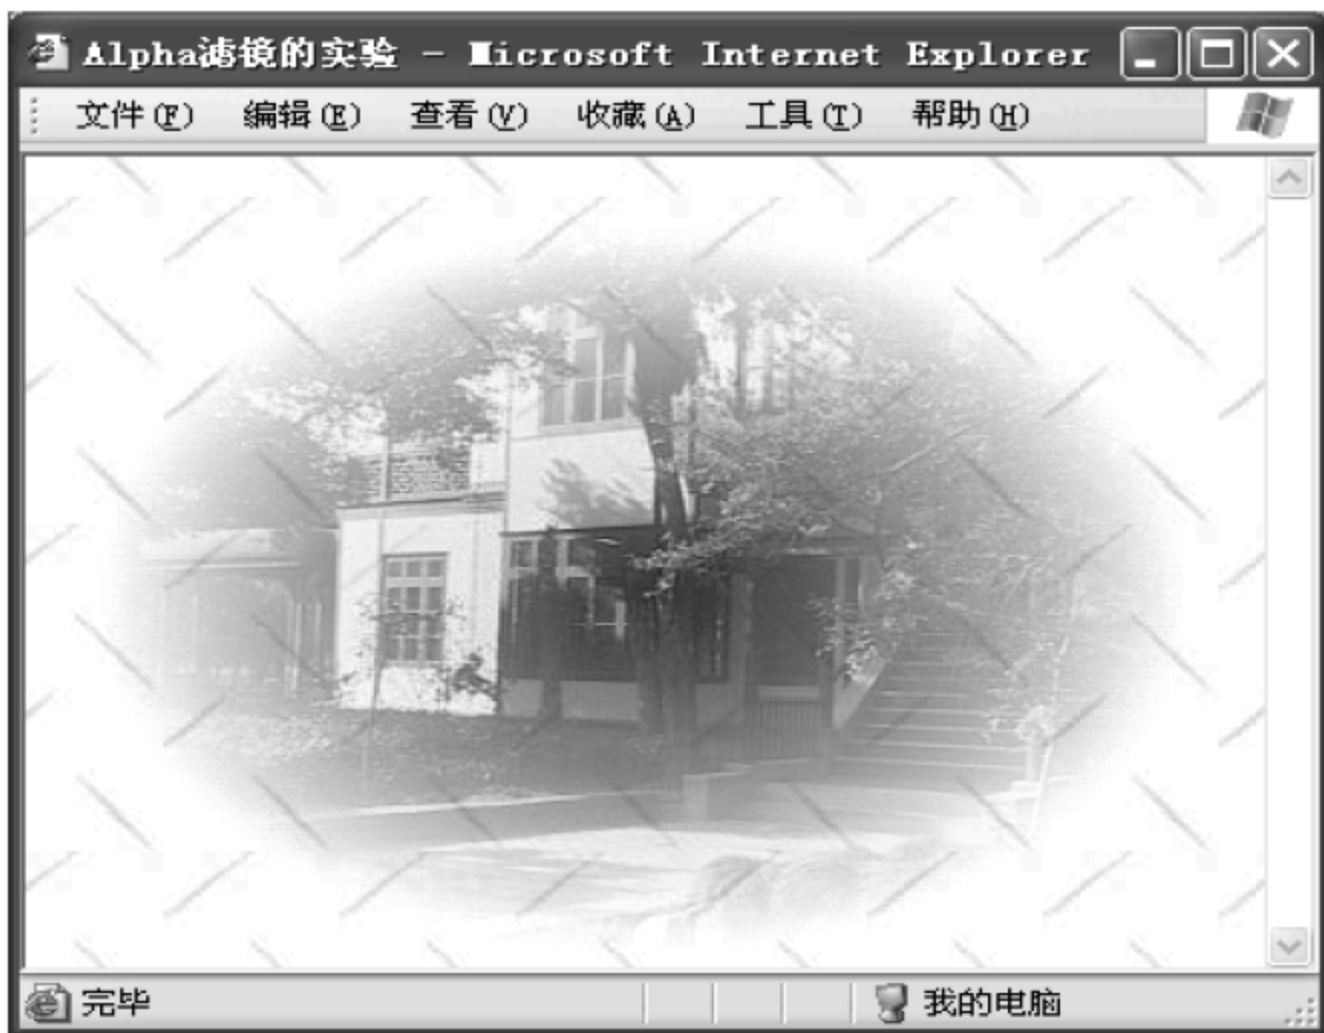 Alpha滤镜的实验 - Microsoft Internet Explorer
文件(F) 编辑(E) 查看(V) 收藏(A) 工具(T) 帮助(H)
完毕 我的电脑